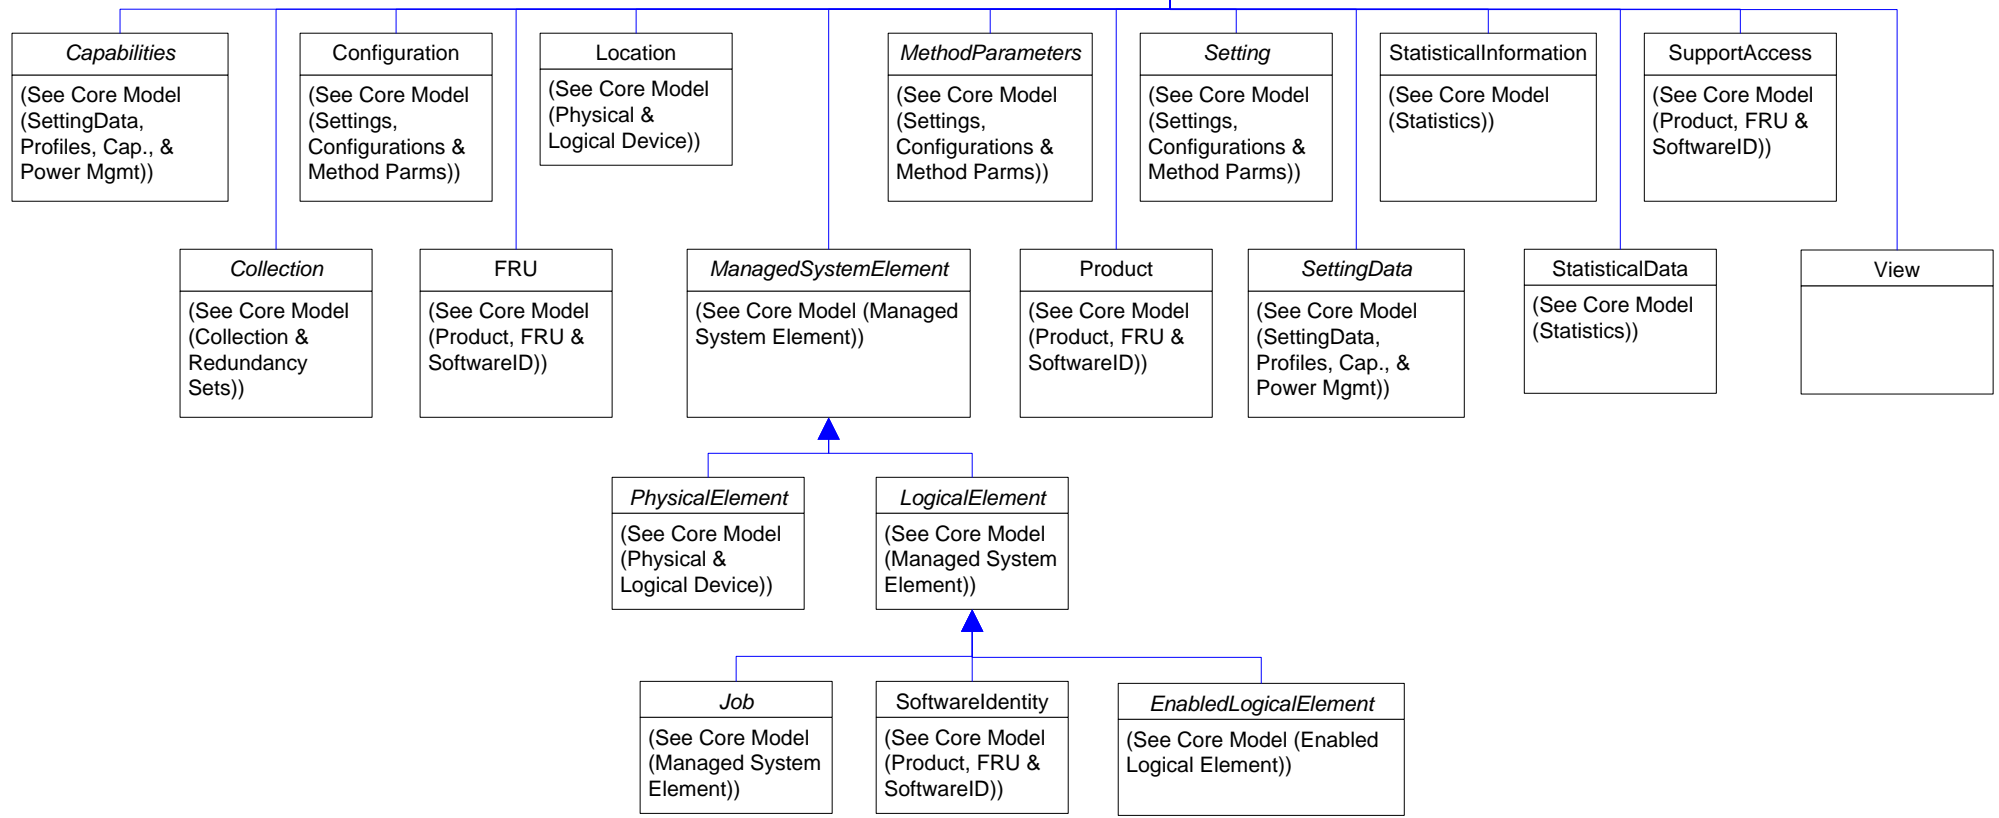 Capabilities
(See Core Model
(SettingData,
Profiles, Cap., &
Power Mgmt))
Configuration
(See Core Model
(Settings,
Configurations &
Method Parms))
Location
(See Core Model
(Physical &
Logical Device))
MethodParameters
(See Core Model
(Settings,
Configurations &
Method Parms))
Setting
(See Core Model
(Settings,
Configurations &
Method Parms))
StatisticalInformation
(See Core Model
(Statistics))
SupportAccess
(See Core Model
(Product, FRU &
SoftwareID))
Collection
(See Core Model
(Collection &
Redundancy
Sets))
FRU
(See Core Model
(Product, FRU &
SoftwareID))
ManagedSystemElement
(See Core Model (Managed
System Element))
Product
(See Core Model
(Product, FRU &
SoftwareID))
SettingData
(See Core Model
(SettingData,
Profiles, Cap., &
Power Mgmt))
StatisticalData
(See Core Model
(Statistics))
View
PhysicalElement
(See Core Model
(Physical &
Logical Device))
LogicalElement
(See Core Model
(Managed System
Element))
Job
(See Core Model
(Managed System
Element))
SoftwareIdentity
(See Core Model
(Product, FRU &
SoftwareID))
EnabledLogicalElement
(See Core Model (Enabled
Logical Element))